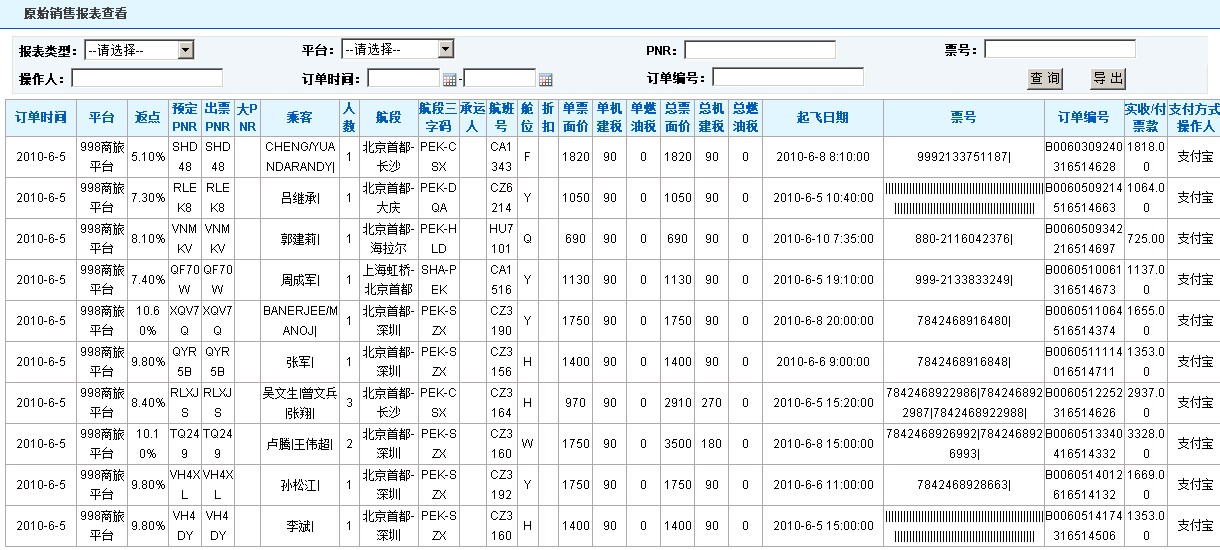 原始销售报表查看
报表类型: --请选择-- 平台: --请选择-- PNR: 票号:
操作人: 订单时间: - 订单编号: 查 询 导 出
订单时间 平台 返点 预定PNR 出票PNR 大PNR 乘客 人数 航段 航段三字码 承运人 航班号 舱位 折扣 单票面价 单机建税 单燃油税 总票面价 总机建税 总燃油税 起飞日期 票号 订单编号 实收/付票款 支付方式操作人
2010-6-5 998商旅平台 5.10% SHD48 SHD48 CHENG/YUANDARANDY| 1 北京首都-长沙 PEK-CSX CA1343 F 1820 90 0 1820 90 0 2010-6-8 8:10:00 9992133751187| B0060309240316514628 1818.00 支付宝
2010-6-5 998商旅平台 7.30% RLEK8 RLEK8 吕继承| 1 北京首都-大庆 PEK-DQA CZ6214 Y 1050 90 0 1050 90 0 2010-6-5 10:40:00 B0060509214516514663 1064.00 支付宝
2010-6-5 998商旅平台 8.10% VNMKV VNMKV 郭建莉| 1 北京首都-海拉尔 PEK-HLD HU7101 Q 690 90 0 690 90 0 2010-6-10 7:35:00 880-2116042376| B0060509342216514697 725.00 支付宝
2010-6-5 998商旅平台 7.40% QF70W QF70W 周成军| 1 上海虹桥-北京首都 SHA-PEK CA1516 Y 1130 90 0 1130 90 0 2010-6-5 19:10:00 999-2133833249| B0060510061316514673 1137.00 支付宝
2010-6-5 998商旅平台 10.60% XQV7Q XQV7Q BANERJEE/MANOJ| 1 北京首都-深圳 PEK-SZX CZ3190 Y 1750 90 0 1750 90 0 2010-6-8 20:00:00 7842468916480| B0060511064516514374 1655.00 支付宝
2010-6-5 998商旅平台 9.80% QYR5B QYR5B 张军| 1 北京首都-深圳 PEK-SZX CZ3156 H 1400 90 0 1400 90 0 2010-6-6 9:00:00 7842468916848| B0060511114016514711 1353.00 支付宝
2010-6-5 998商旅平台 8.40% RLXJS RLXJS 吴文生|曾文兵|张翔| 3 北京首都-长沙 PEK-CSX CZ3164 H 970 90 0 2910 270 0 2010-6-5 15:20:00 7842468922986|7842468922987|7842468922988| B0060512252316514626 2937.00 支付宝
2010-6-5 998商旅平台 10.10% TQ249 TQ249 卢腾|王伟超| 2 北京首都-深圳 PEK-SZX CZ3160 W 1750 90 0 3500 180 0 2010-6-8 15:00:00 7842468926992|7842468926993| B0060513340416514332 3328.00 支付宝
2010-6-5 998商旅平台 9.80% VH4XL VH4XL 孙松江| 1 北京首都-深圳 PEK-SZX CZ3192 Y 1750 90 0 1750 90 0 2010-6-6 11:00:00 7842468928663| B0060514012616514132 1669.00 支付宝
2010-6-5 998商旅平台 9.80% VH4DY VH4DY 李斌| 1 北京首都-深圳 PEK-SZX CZ3160 H 1400 90 0 1400 90 0 2010-6-5 15:00:00 B0060514174316514506 1353.00 支付宝